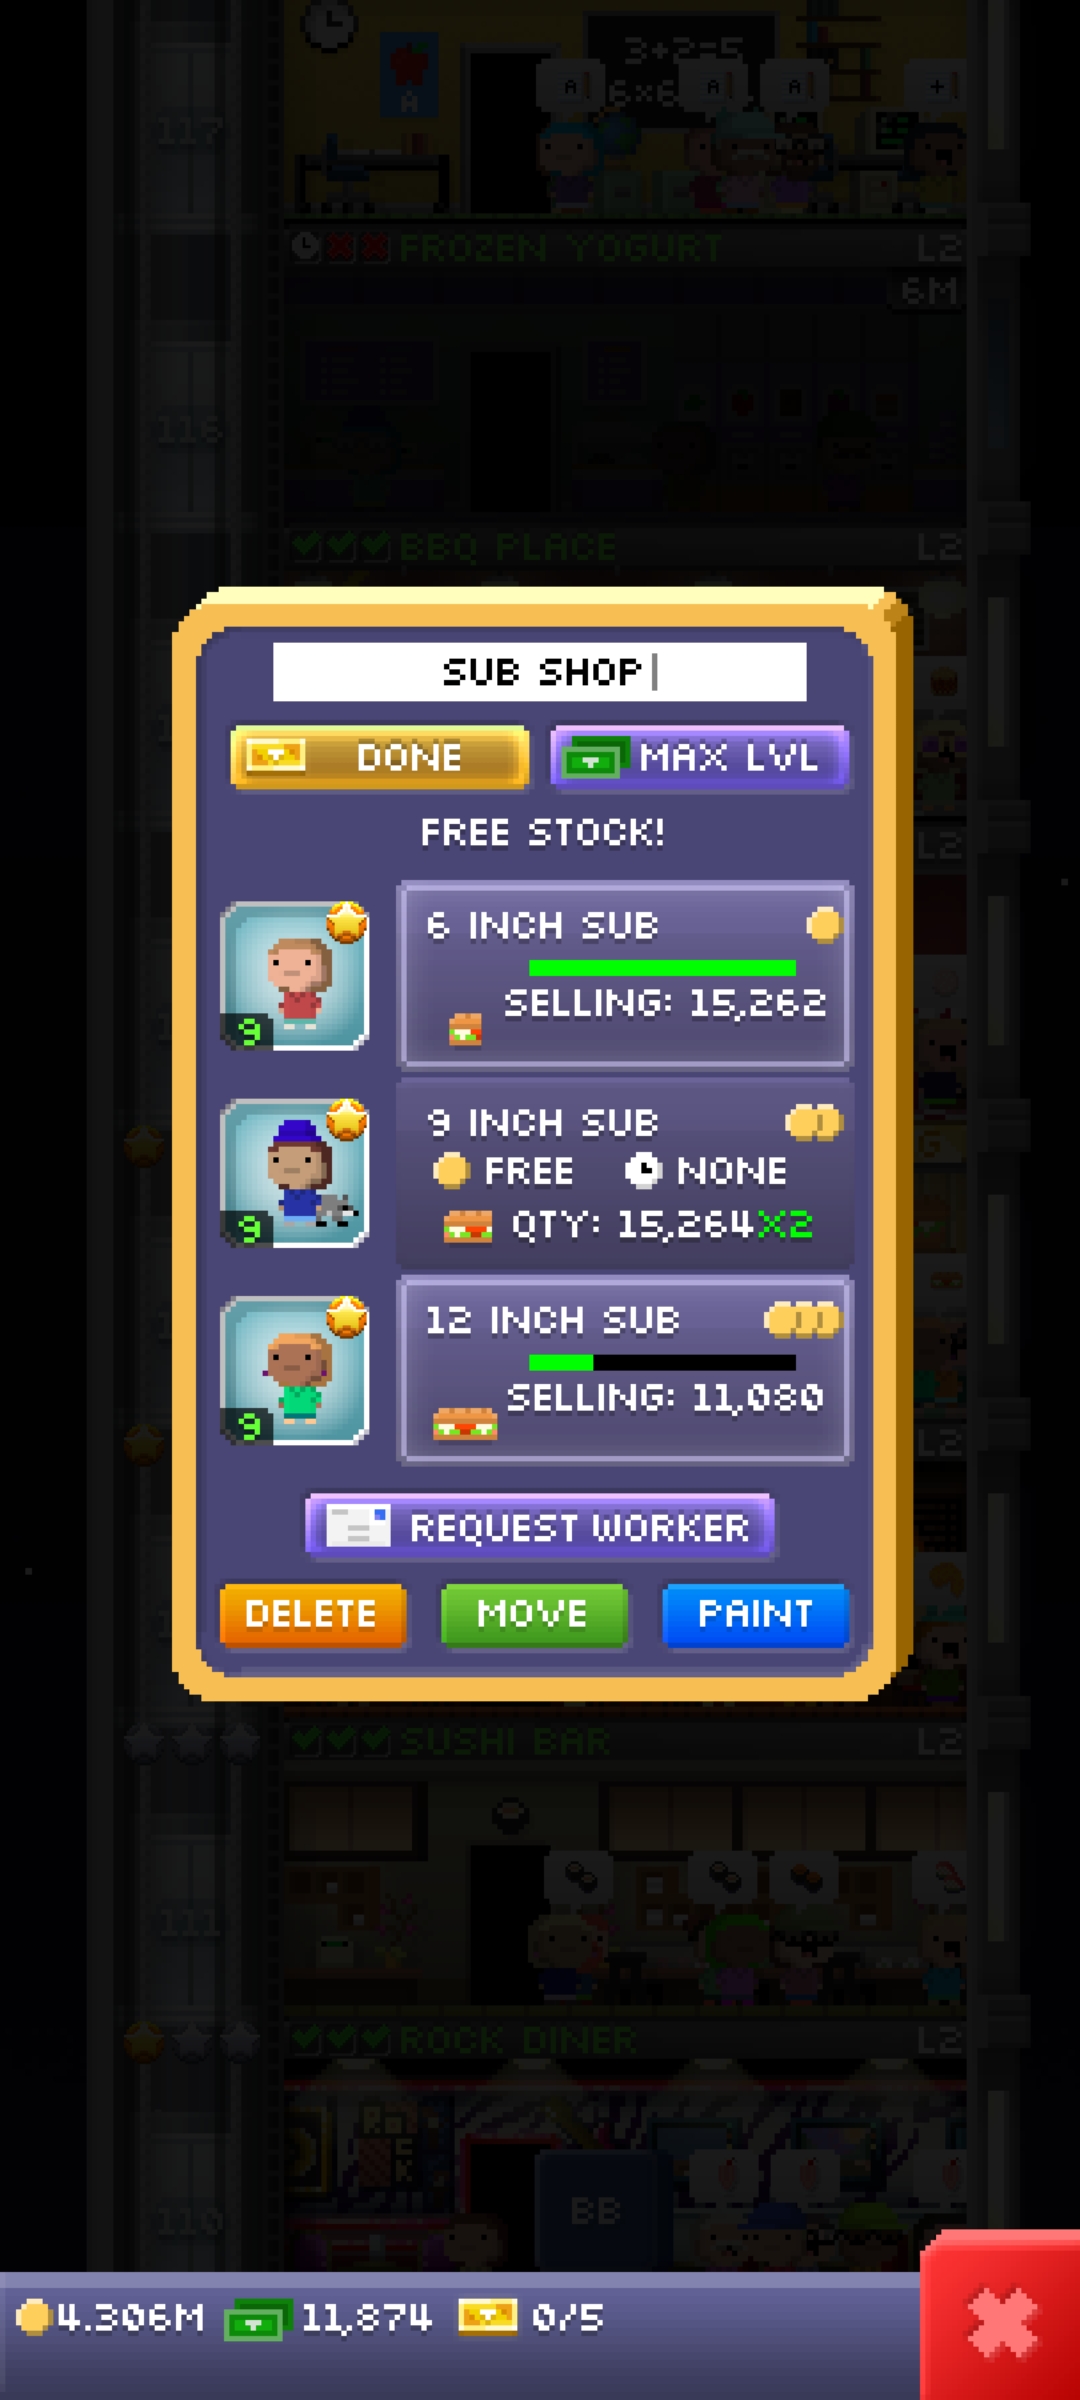 3+2=5
A
A
A
A
+
6x6
117
FROZEN YOGURT L2
6M
116
BBQ PLACE L2
SUB SHOP
DONE
MAX LVL
L2
FREE STOCK!
6 INCH SUB
SELLING: 15,262
9
9 INCH SUB
FREE NONE
QTY: 15,264X2
9
12 INCH SUB
SELLING: 11,080
9
L2
REQUEST WORKER
DELETE
MOVE
PAINT
SUSHI BAR L2
111
ROCK DINER L2
BB
110
4.306M 11,874 0/5